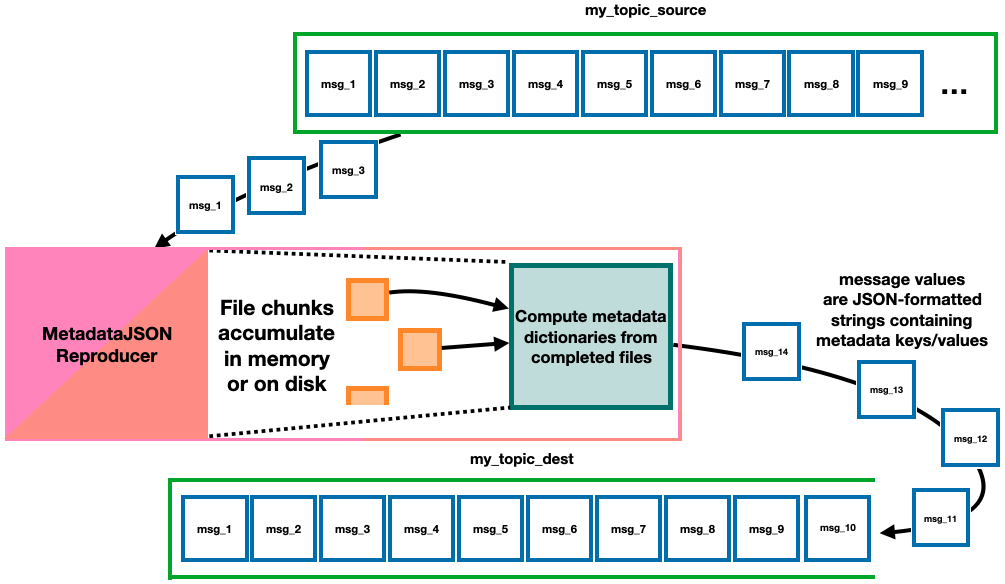 my_topic_source
msg_1
msg_2
msg_3
msg_4
msg_5
msg_6
msg_7
msg_8
msg_9
...
msg_3
msg_2
msg_1
MetadataJSON
Reproducer
File chunks
accumulate
in memory
or on disk
Compute metadata
dictionaries from
completed files
message values
are JSON-formatted
strings containing
metadata keys/values
msg_14
msg_13
msg_12
msg_11
my_topic_dest
msg_1
msg_2
msg_3
msg_4
msg_5
msg_6
msg_7
msg_8
msg_9
msg_10